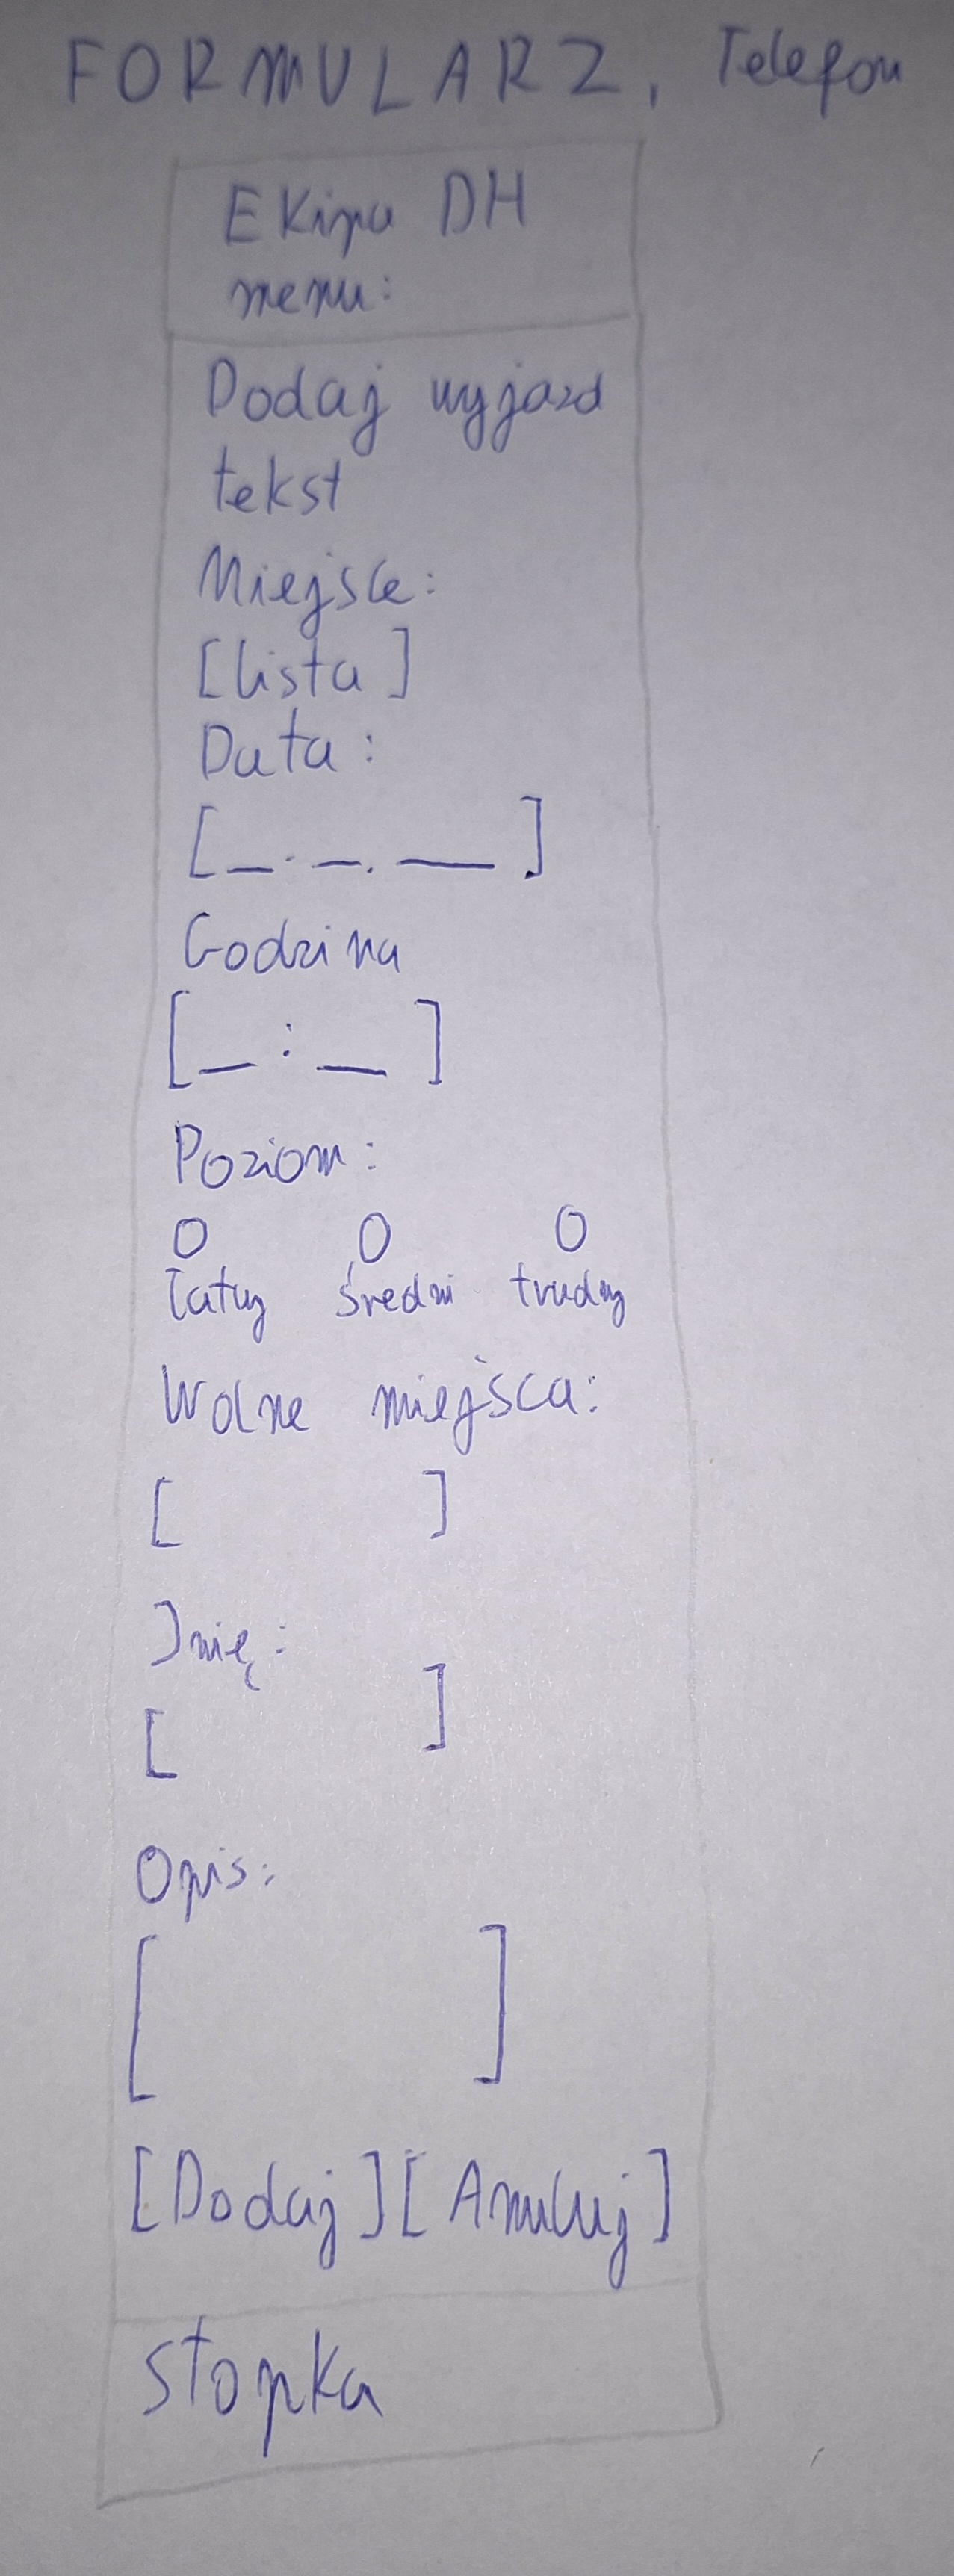 FORMULARZ, Telefon
Ekipa DH
menu:
Dodaj wyjazd
tekst
Miejsce:
[lista]
Data:
[_._._]
Godzina
[_:_]
Poziom:
O O O
łatwy średni trudny
Wolne miejsca:
[ ]
Imię:
[ ]
Opis:
[ ]
[Dodaj][Anuluj]
stopka